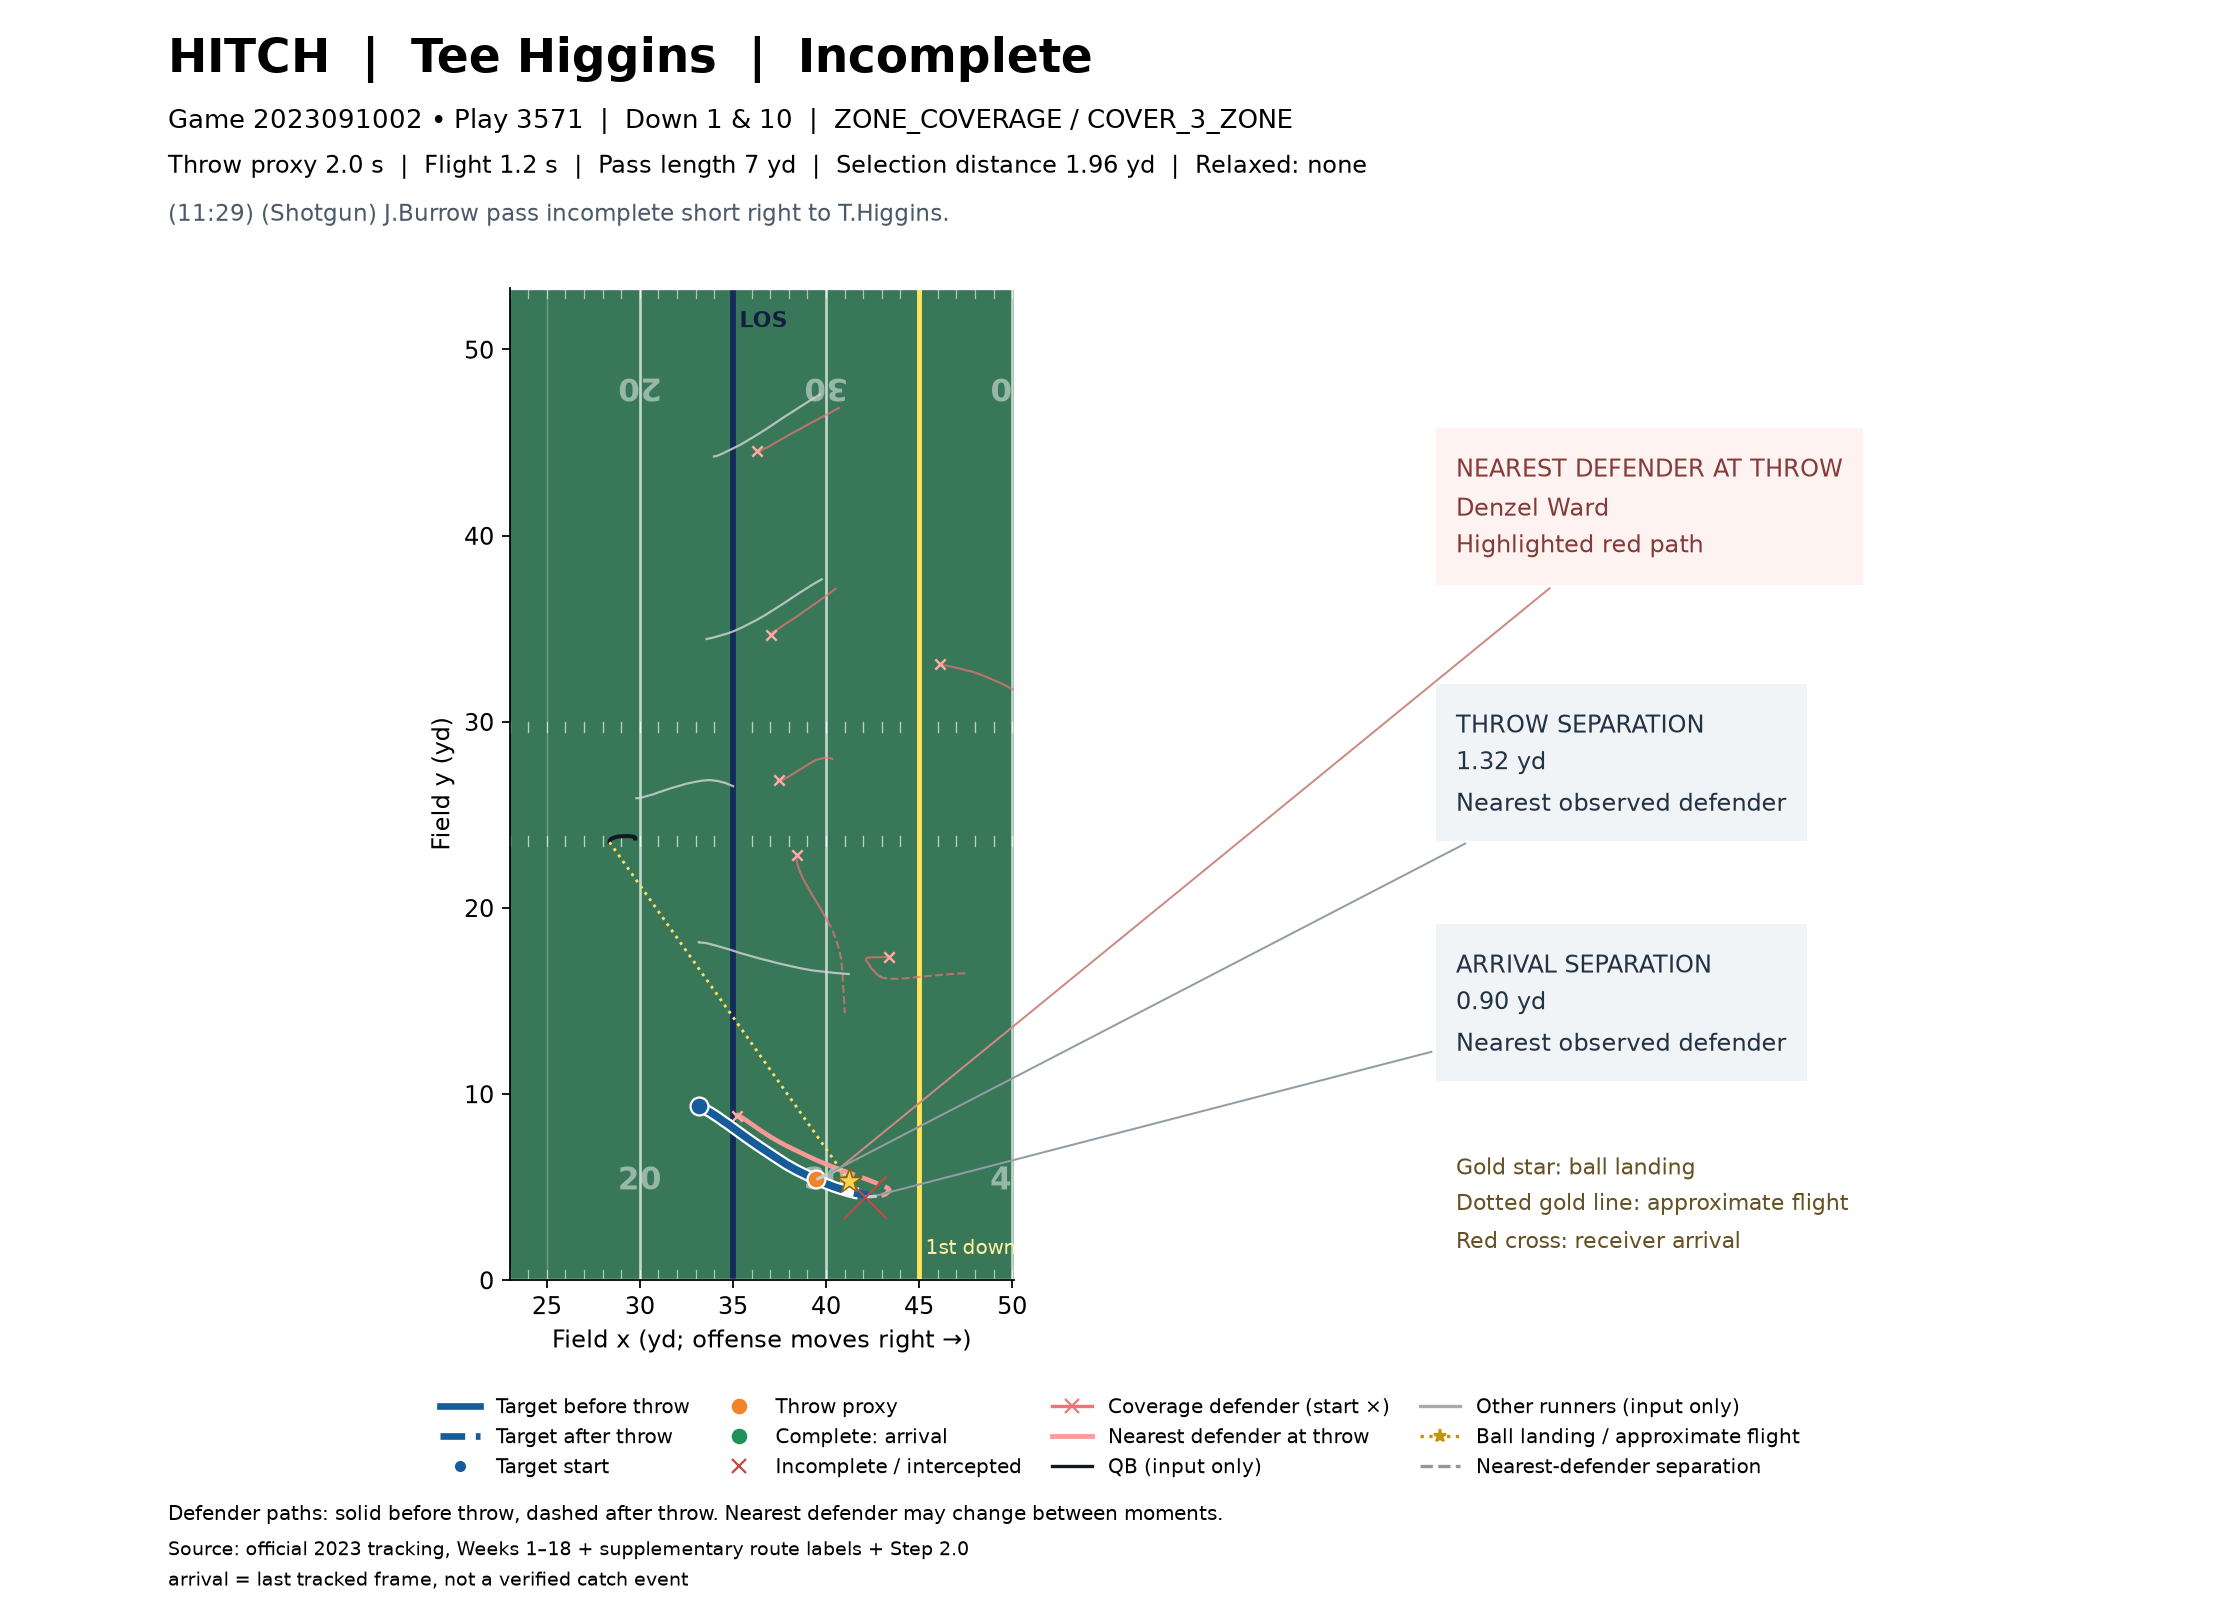 HITCH | Tee Higgins | Incomplete
Game 2023091002 • Play 3571 | Down 1 & 10 | ZONE_COVERAGE / COVER_3_ZONE
Throw proxy 2.0 s | Flight 1.2 s | Pass length 7 yd | Selection distance 1.96 yd | Relaxed: none
(11:29) (Shotgun) J.Burrow pass incomplete short right to T.Higgins.
LOS
50
20 30 0
40
30
20
10
0
Field y (yd)
20 4
1st down
25 30 35 40 45 50
Field x (yd; offense moves right →)
NEAREST DEFENDER AT THROW
Denzel Ward
Highlighted red path
THROW SEPARATION
1.32 yd
Nearest observed defender
ARRIVAL SEPARATION
0.90 yd
Nearest observed defender
Gold star: ball landing
Dotted gold line: approximate flight
Red cross: receiver arrival
Target before throw
Target after throw
Target start
Throw proxy
Complete: arrival
Incomplete / intercepted
Coverage defender (start ×)
Nearest defender at throw
QB (input only)
Other runners (input only)
Ball landing / approximate flight
Nearest-defender separation
Defender paths: solid before throw, dashed after throw. Nearest defender may change between moments.
Source: official 2023 tracking, Weeks 1–18 + supplementary route labels + Step 2.0
arrival = last tracked frame, not a verified catch event